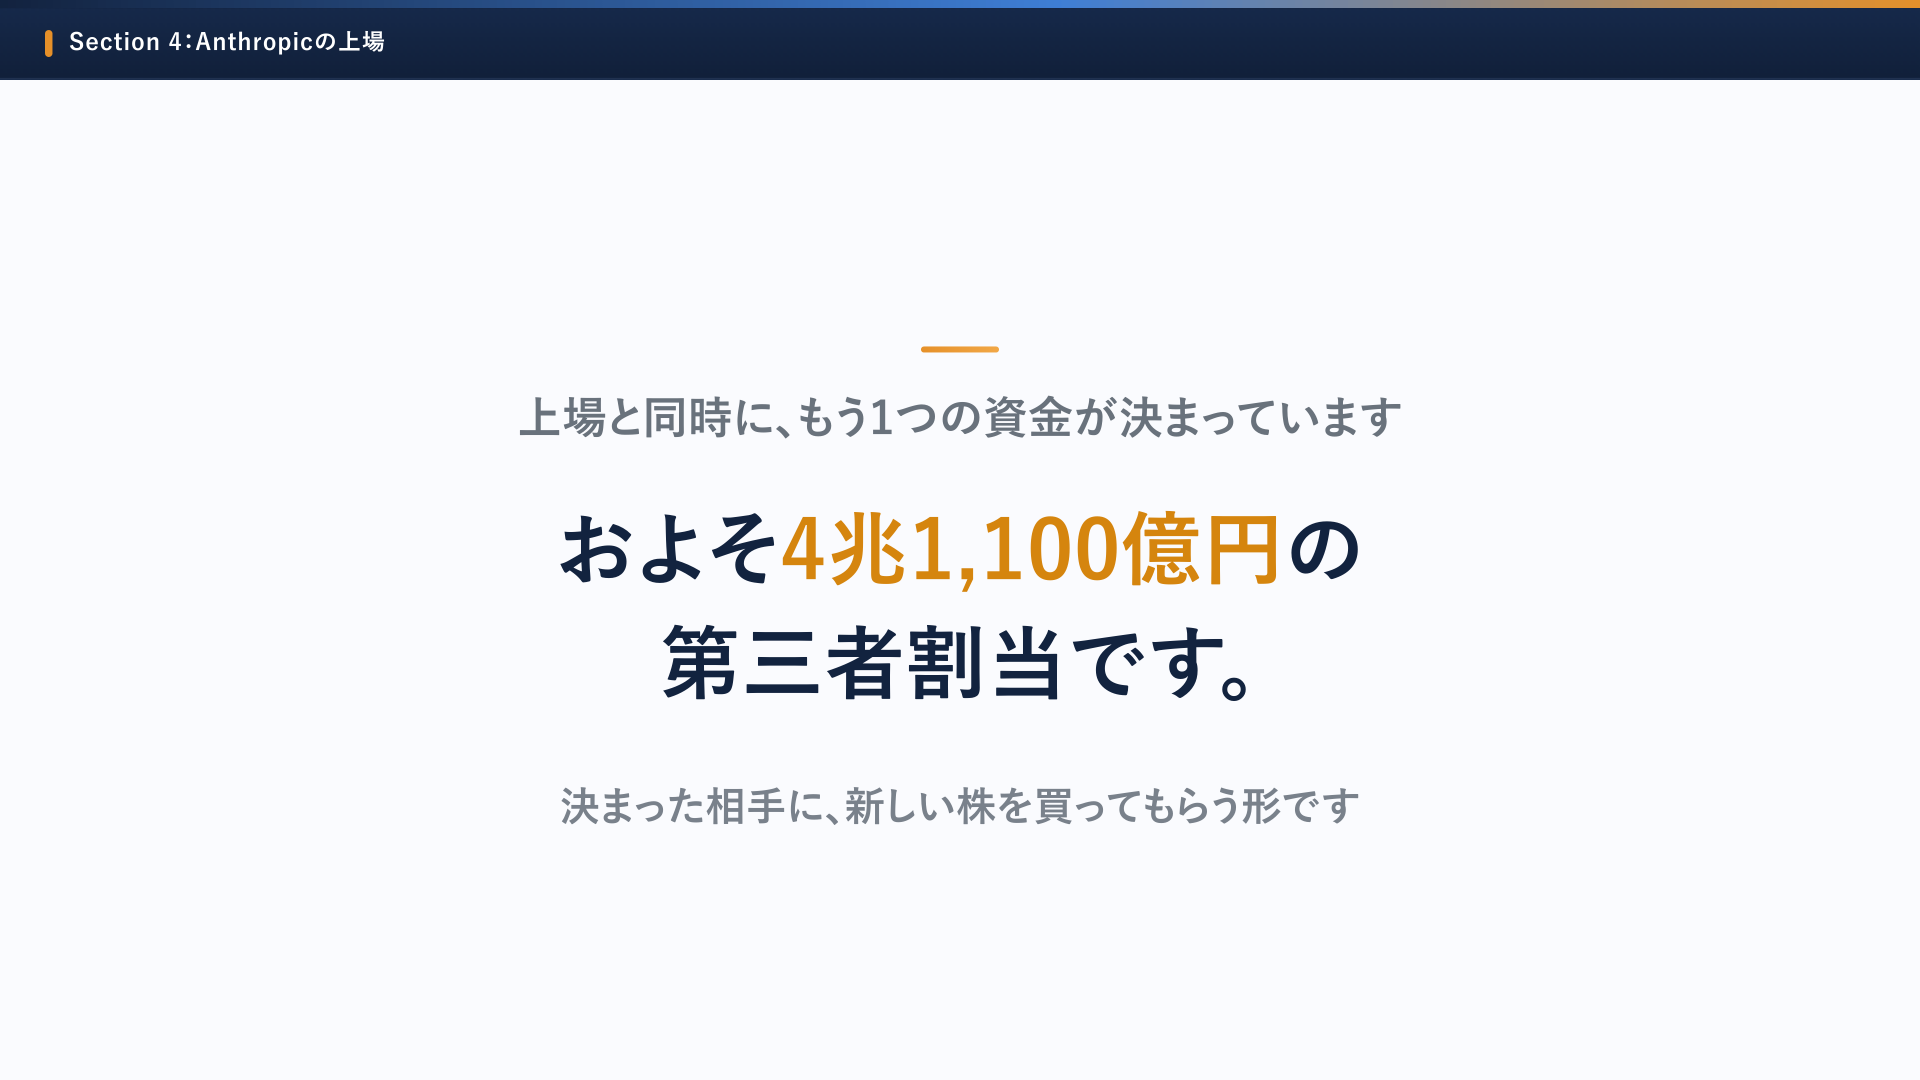 Section 4：Anthropicの上場
上場と同時に、もう1つの資金が決まっています
およそ4兆1,100億円の
第三者割当です。
決まった相手に、新しい株を買ってもらう形です